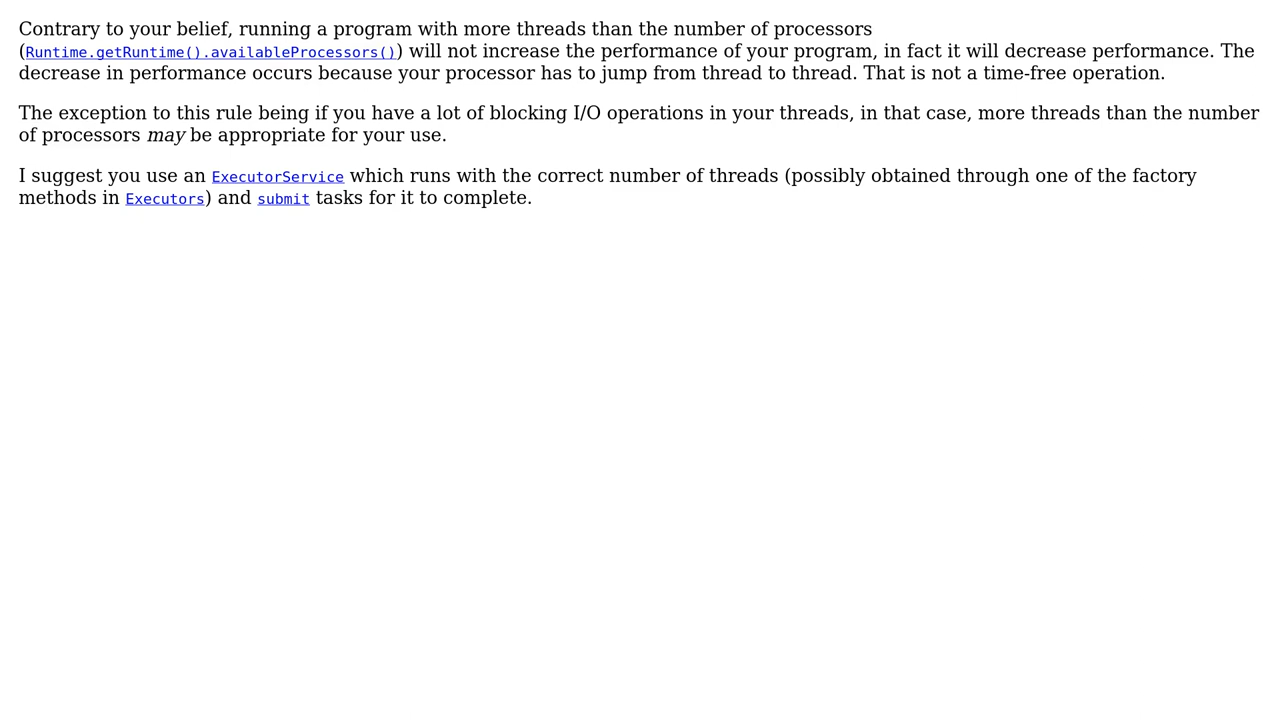 Contrary to your belief, running a program with more threads than the number of processors
(Runtime.getRuntime().availableProcessors()) will not increase the performance of your program, in fact it will decrease performance. The
decrease in performance occurs because your processor has to jump from thread to thread. That is not a time-free operation.
The exception to this rule being if you have a lot of blocking I/O operations in your threads, in that case, more threads than the number
of processors may be appropriate for your use.
I suggest you use an ExecutorService which runs with the correct number of threads (possibly obtained through one of the factory
methods in Executors) and submit tasks for it to complete.